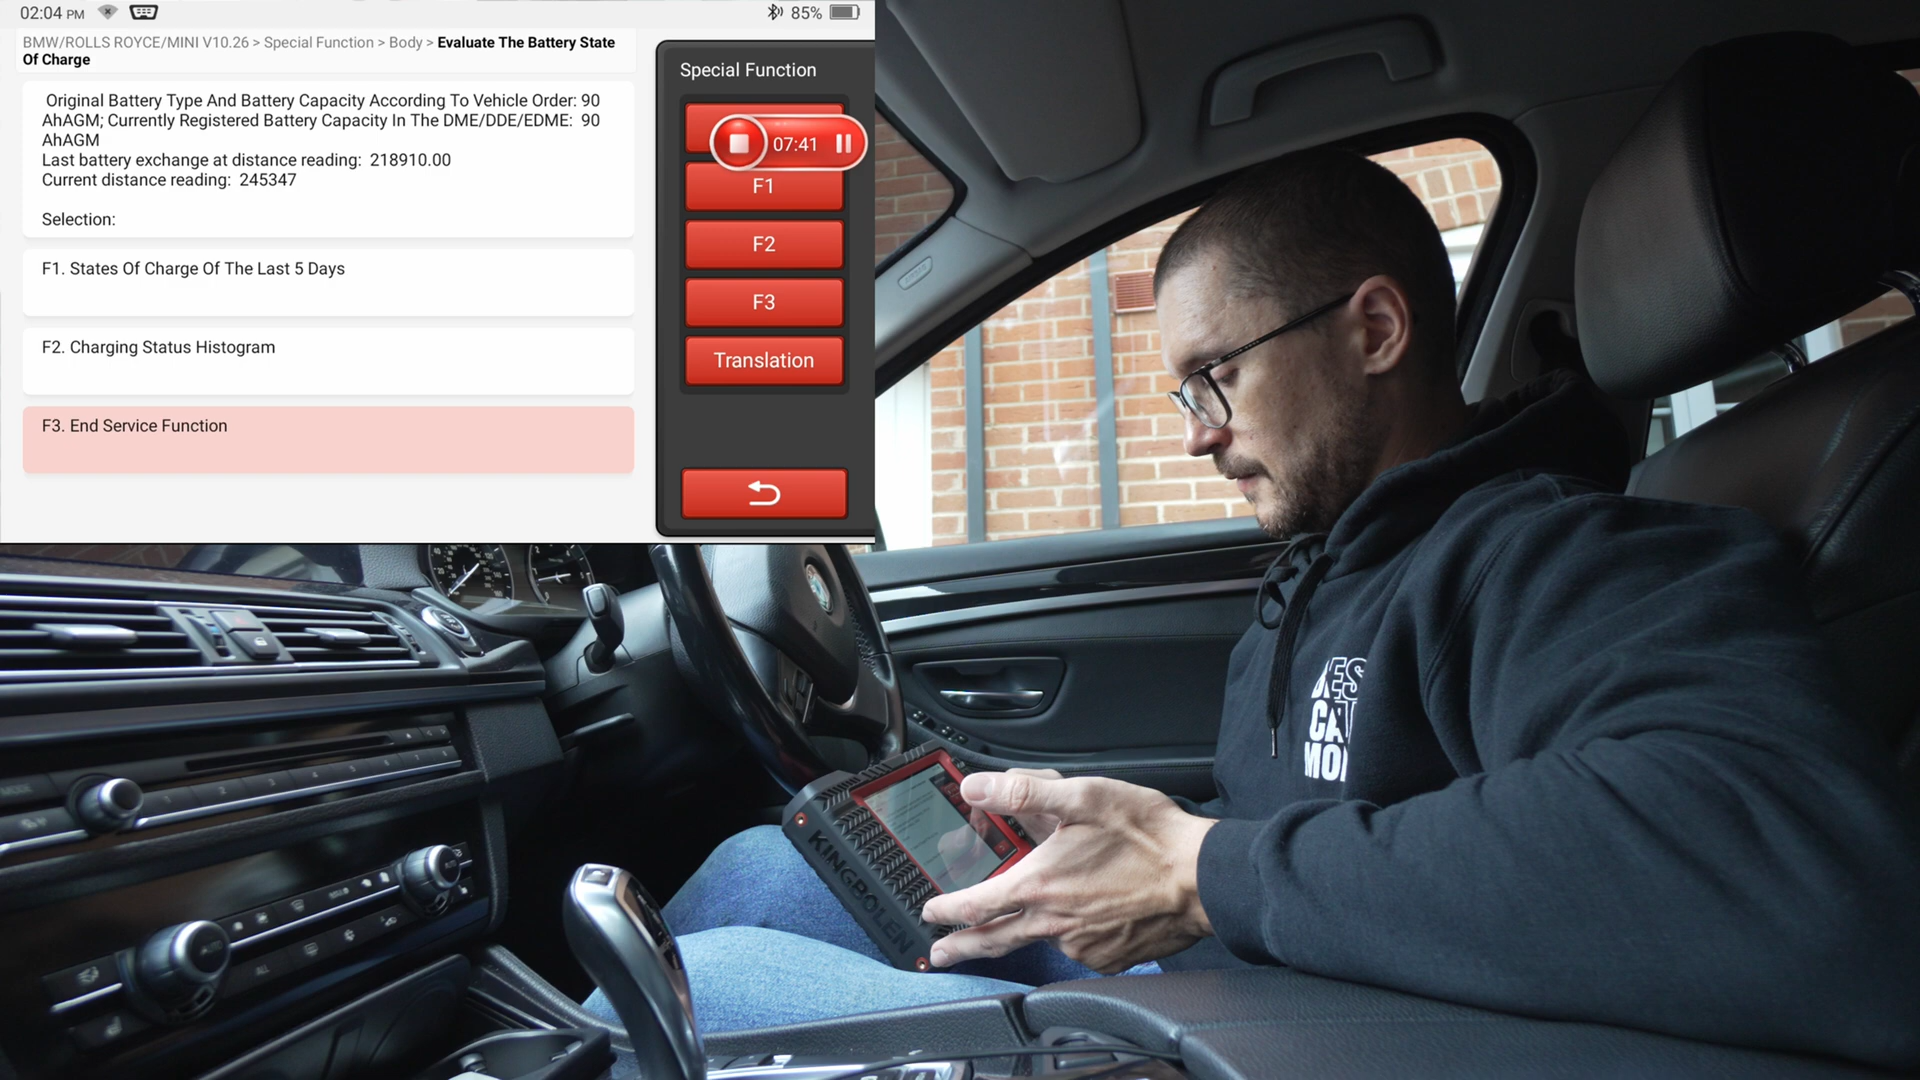 02:04 PM
85%
BMW/ROLLS ROYCE/MINI V10.26 > Special Function > Body > Evaluate The Battery State
Of Charge
Original Battery Type And Battery Capacity According To Vehicle Order: 90
AhAGM; Currently Registered Battery Capacity In The DME/DDE/EDME: 90
AhAGM
Last battery exchange at distance reading: 218910.00
Current distance reading: 245347
Selection:
F1. States Of Charge Of The Last 5 Days
F2. Charging Status Histogram
F3. End Service Function
Special Function
07:41
F1
F2
F3
Translation
KINGBOLEN